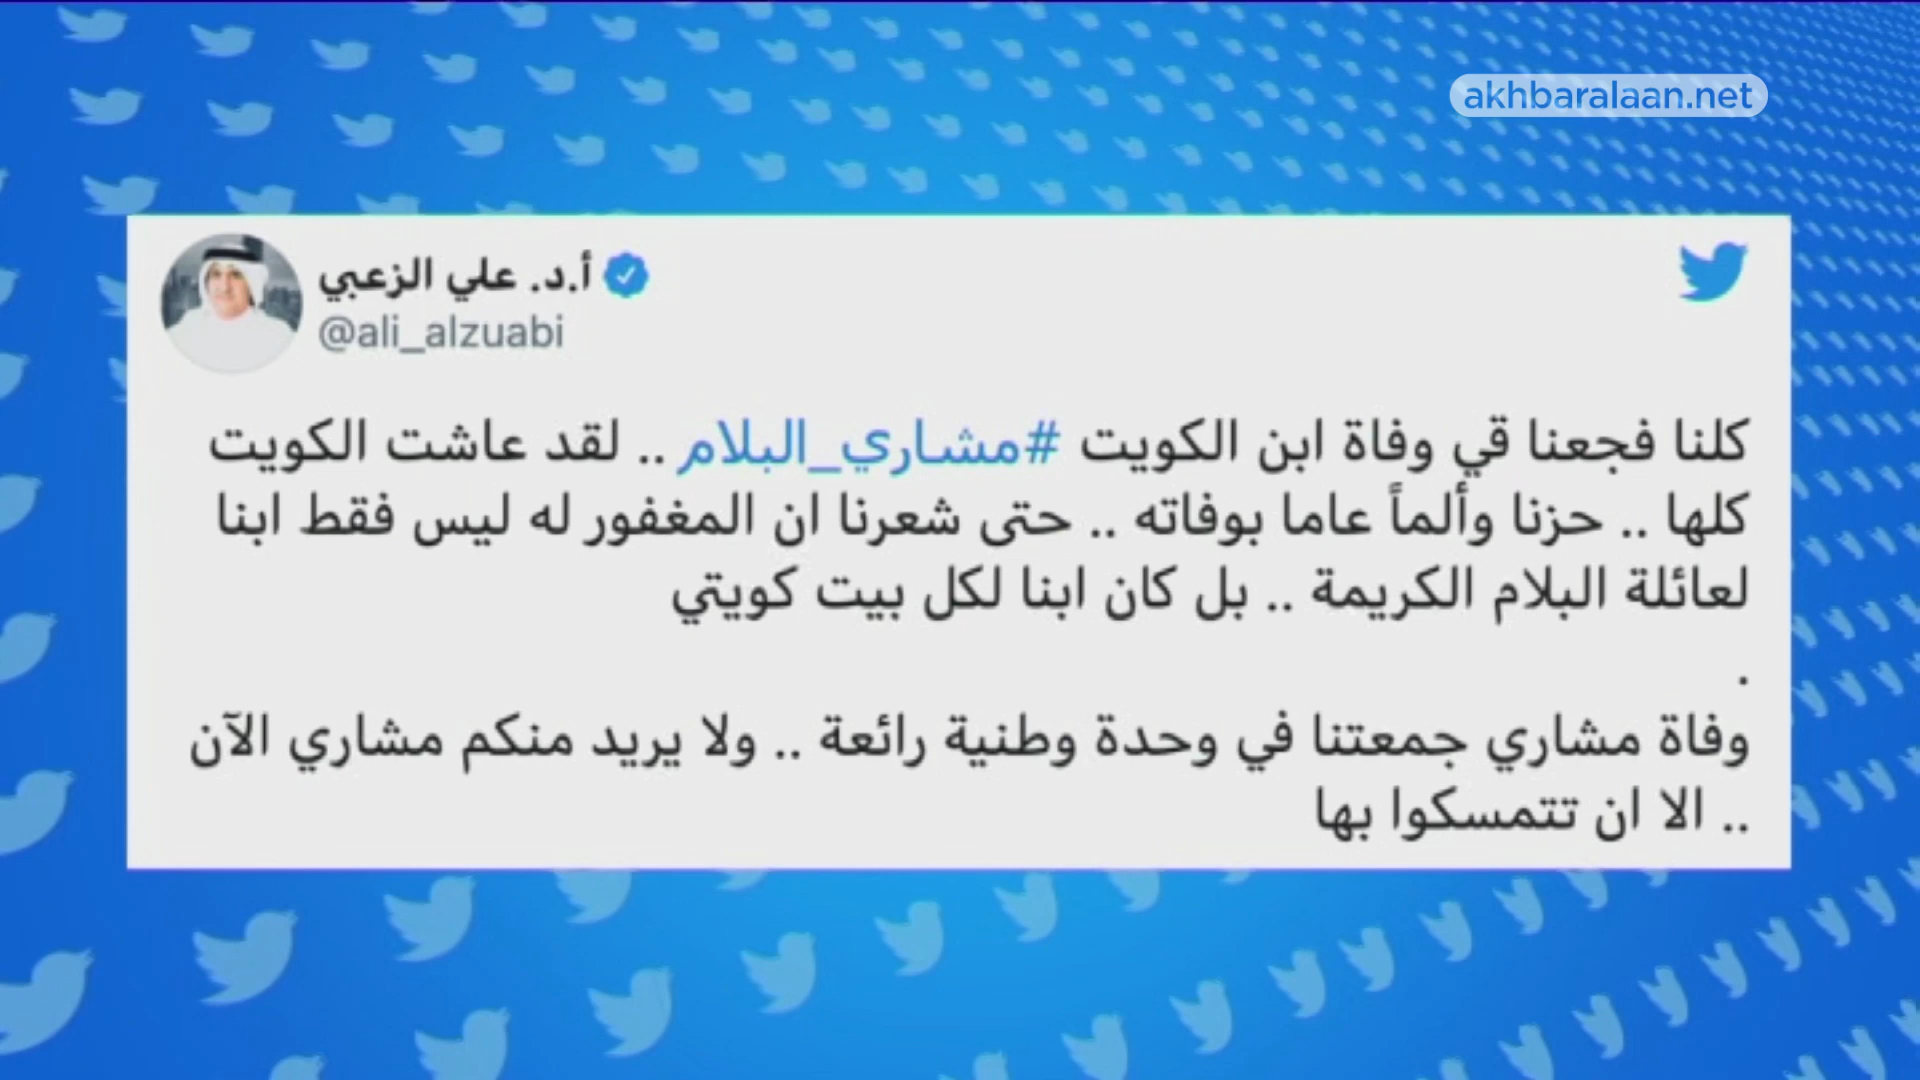 akhbaralaan.net
أ.د. علي الزعبي
@ali_alzuabi
كلنا فجعنا قي وفاة ابن الكويت #مشاري_البلام .. لقد عاشت الكويت
كلها .. حزنا وألماً عاما بوفاته .. حتى شعرنا ان المغفور له ليس فقط ابنا
لعائلة البلام الكريمة .. بل كان ابنا لكل بيت كويتي
.
وفاة مشاري جمعتنا في وحدة وطنية رائعة .. ولا يريد منكم مشاري الآن
.. الا ان تتمسكوا بها